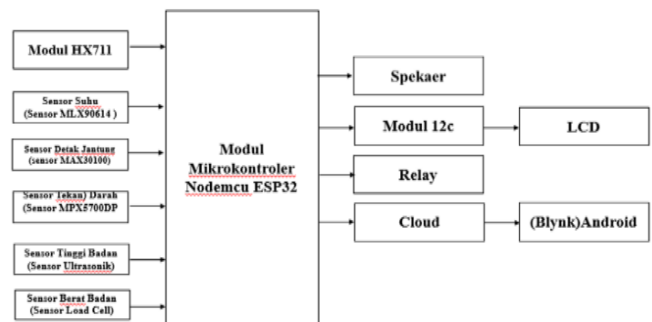 Modul HX711
Sensor Suhu
(Sensor MLX90614 )
Sensor Detak Jantung
(sensor MAX30100)
Sensor Tekan) Darah
(Sensor MPX5700DP
Sensor Tinggi Badan
(Sensor Ultrasonik)
Sensor Berat Badan
(Sensor Load Cell)
Modul
Mikrokontroler
Nodemcu ESP32
Spekaer
Modul 12c
LCD
Relay
Cloud
(Blynk)Android